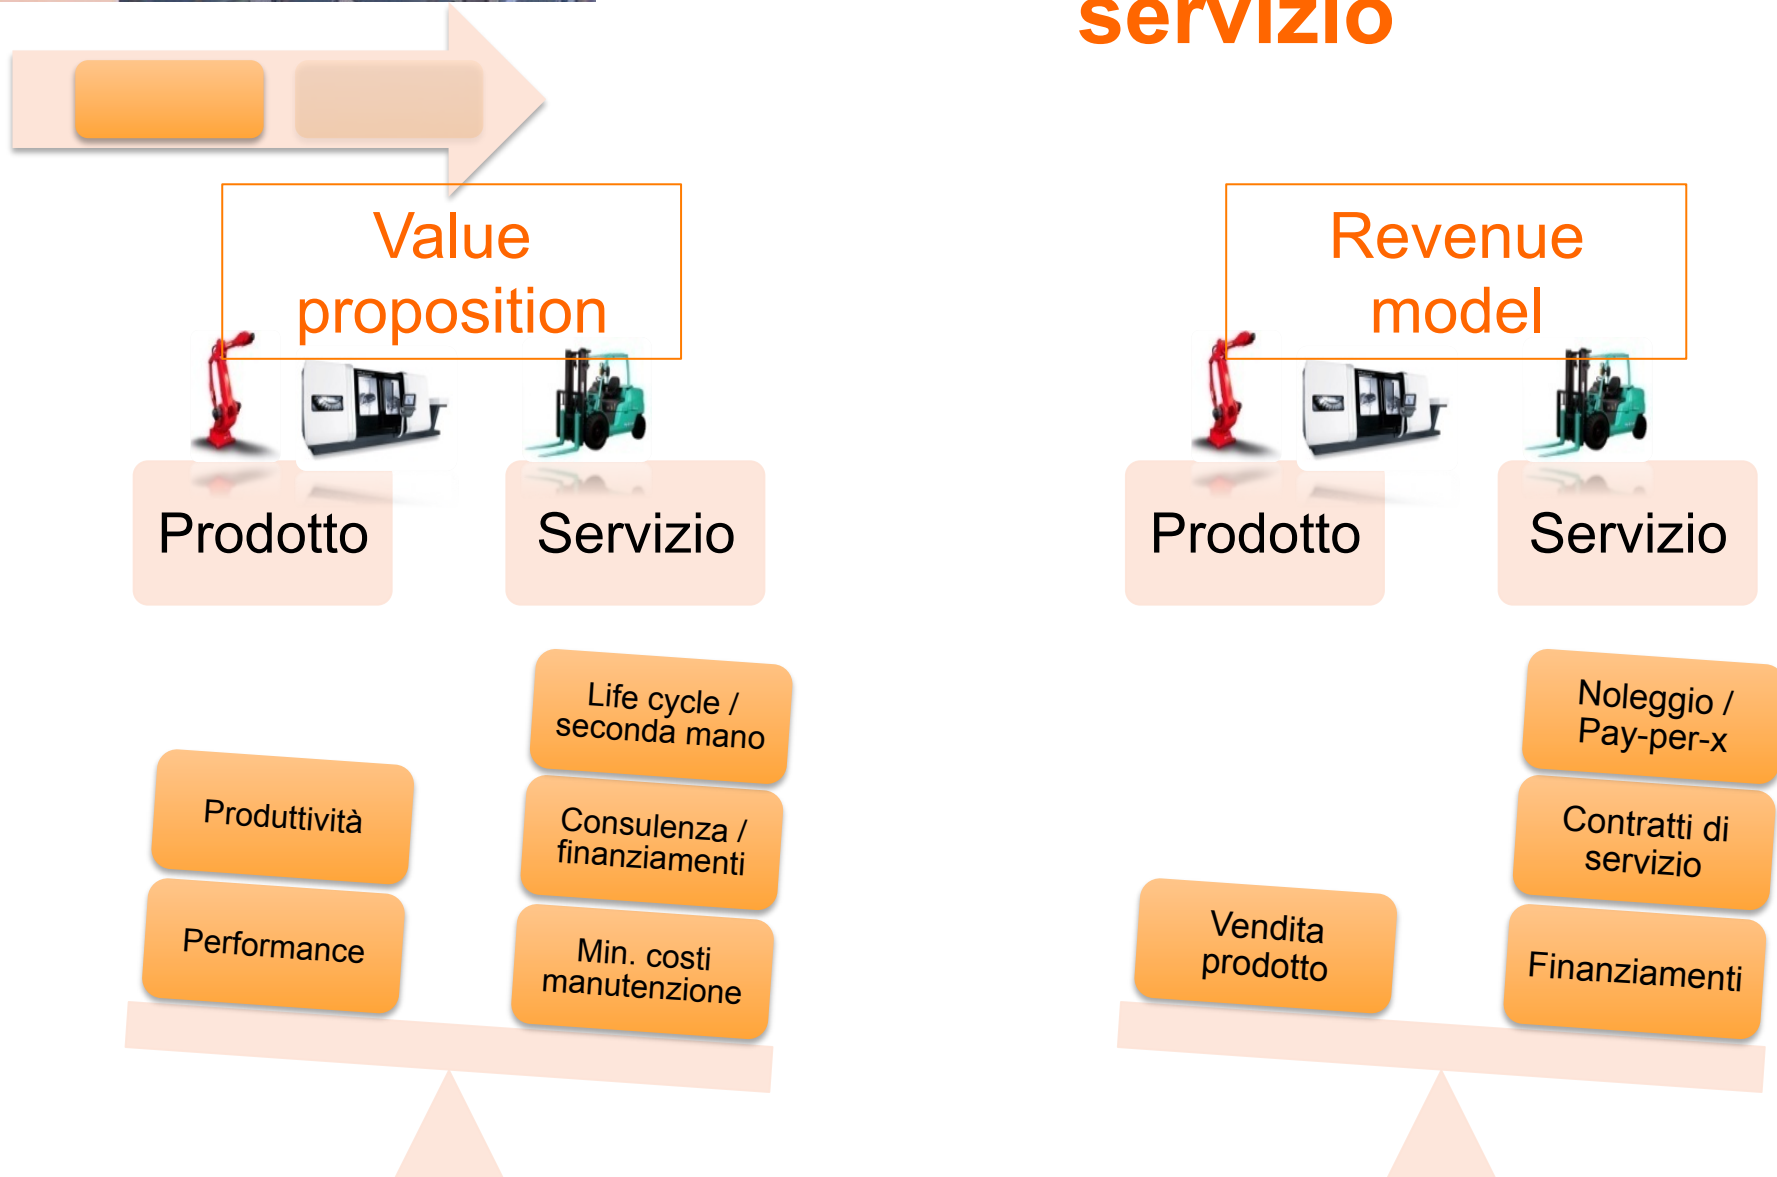 servizio
Value
proposition
Prodotto
Servizio
Life cycle /
seconda mano
Produttività
Consulenza /
finanziamenti
Performance
Min. costi
manutenzione
Revenue
model
Prodotto
Servizio
Noleggio /
Pay-per-x
Contratti di
servizio
Vendita
prodotto
Finanziamenti